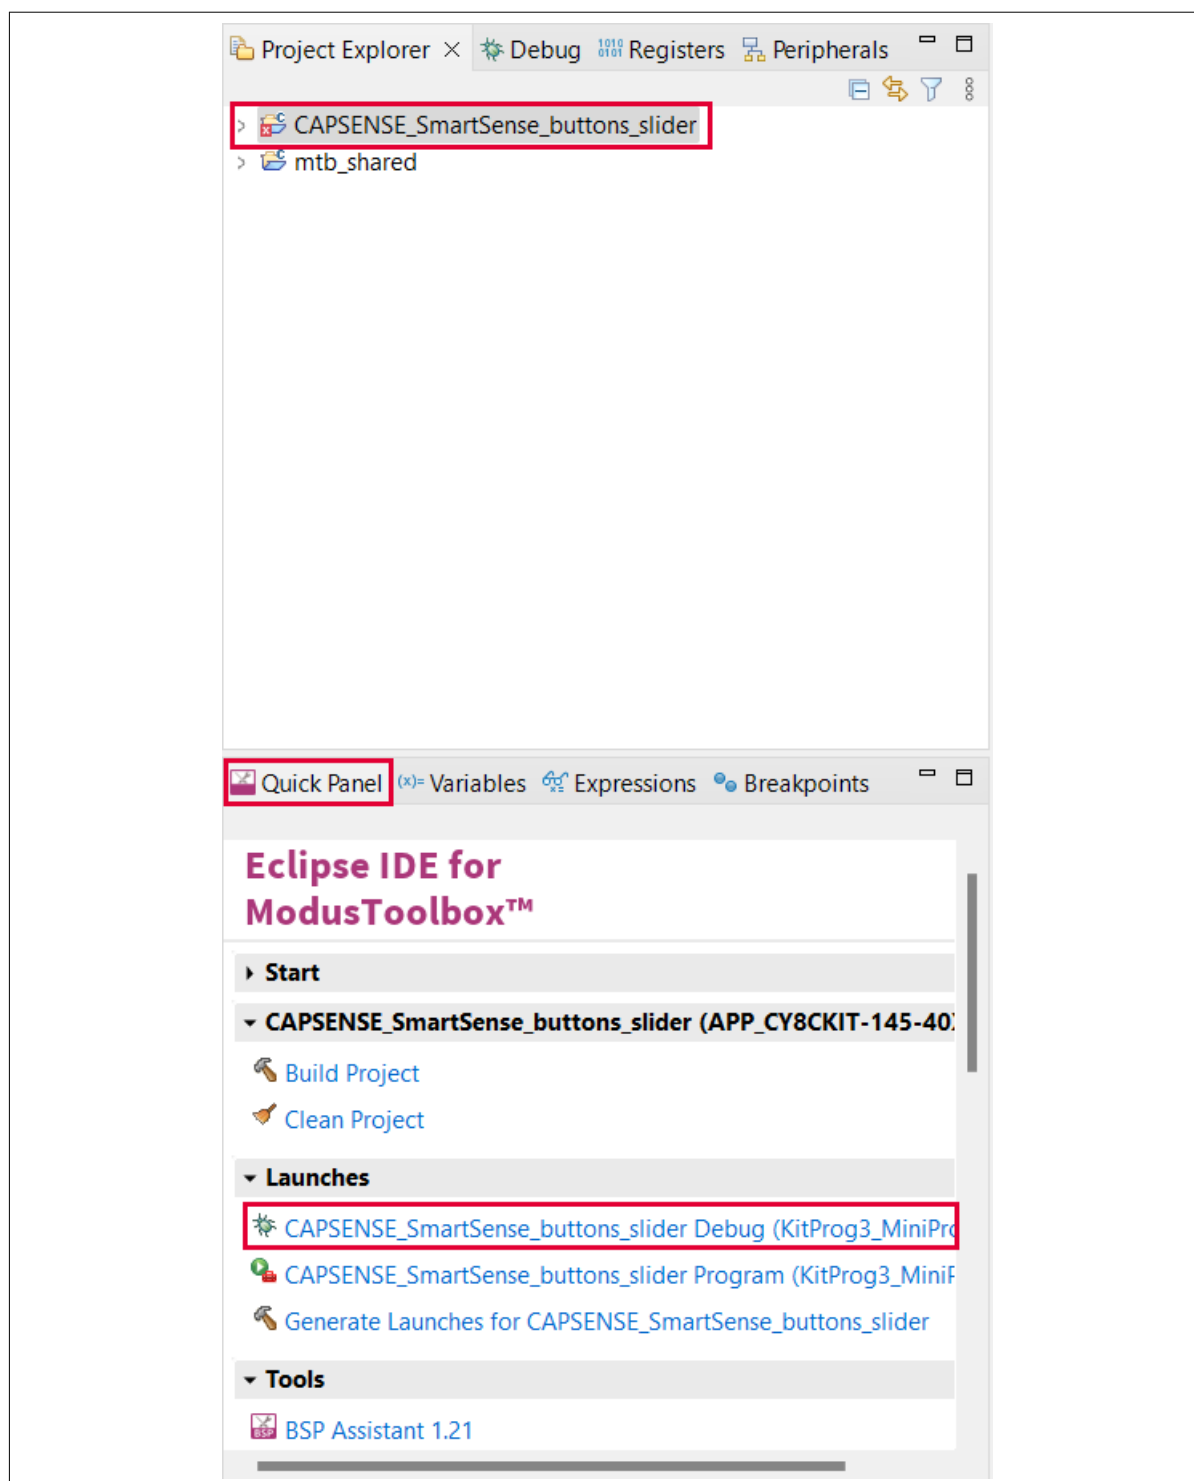 Project Explorer Debug Registers Peripherals
CAPSENSE_SmartSense_buttons_slider
mtb_shared
Quick Panel (x)= Variables Expressions Breakpoints
Eclipse IDE for
ModusToolbox™
Start
CAPSENSE_SmartSense_buttons_slider (APP_CY8CKIT-145-40
Build Project
Clean Project
Launches
CAPSENSE_SmartSense_buttons_slider Debug (KitProg3_MiniPro
CAPSENSE_SmartSense_buttons_slider Program (KitProg3_Mini
Generate Launches for CAPSENSE_SmartSense_buttons_slider
Tools
BSP Assistant 1.21